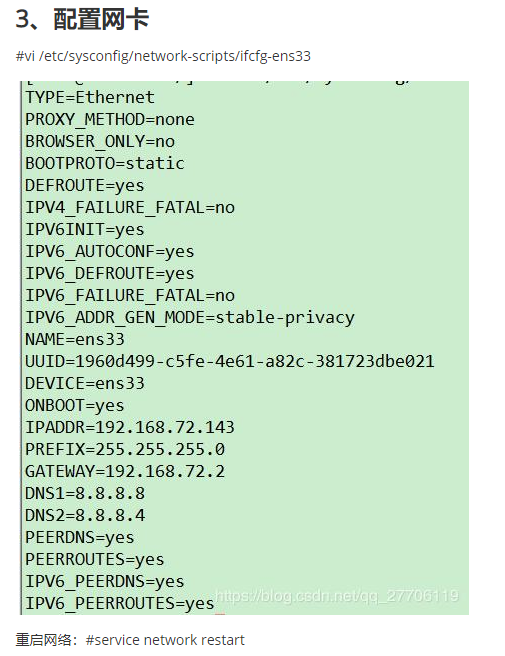 3、配置网卡
#vi /etc/sysconfig/network-scripts/ifcfg-ens33
TYPE=Ethernet
PROXY_METHOD=none
BROWSER_ONLY=no
BOOTPROTO=static
DEFROUTE=yes
IPV4_FAILURE_FATAL=no
IPV6INIT=yes
IPV6_AUTOCONF=yes
IPV6_DEFROUTE=yes
IPV6_FAILURE_FATAL=no
IPV6_ADDR_GEN_MODE=stable-privacy
NAME=ens33
UUID=1960d499-c5fe-4e61-a82c-381723dbe021
DEVICE=ens33
ONBOOT=yes
IPADDR=192.168.72.143
PREFIX=255.255.255.0
GATEWAY=192.168.72.2
DNS1=8.8.8.8
DNS2=8.8.8.4
PEERDNS=yes
PEERROUTES=yes
IPV6_PEERDNS=yes
https://blog.csdn.net/qq_27706119
IPV6_PEERROUTES=yes
重启网络：#service network restart